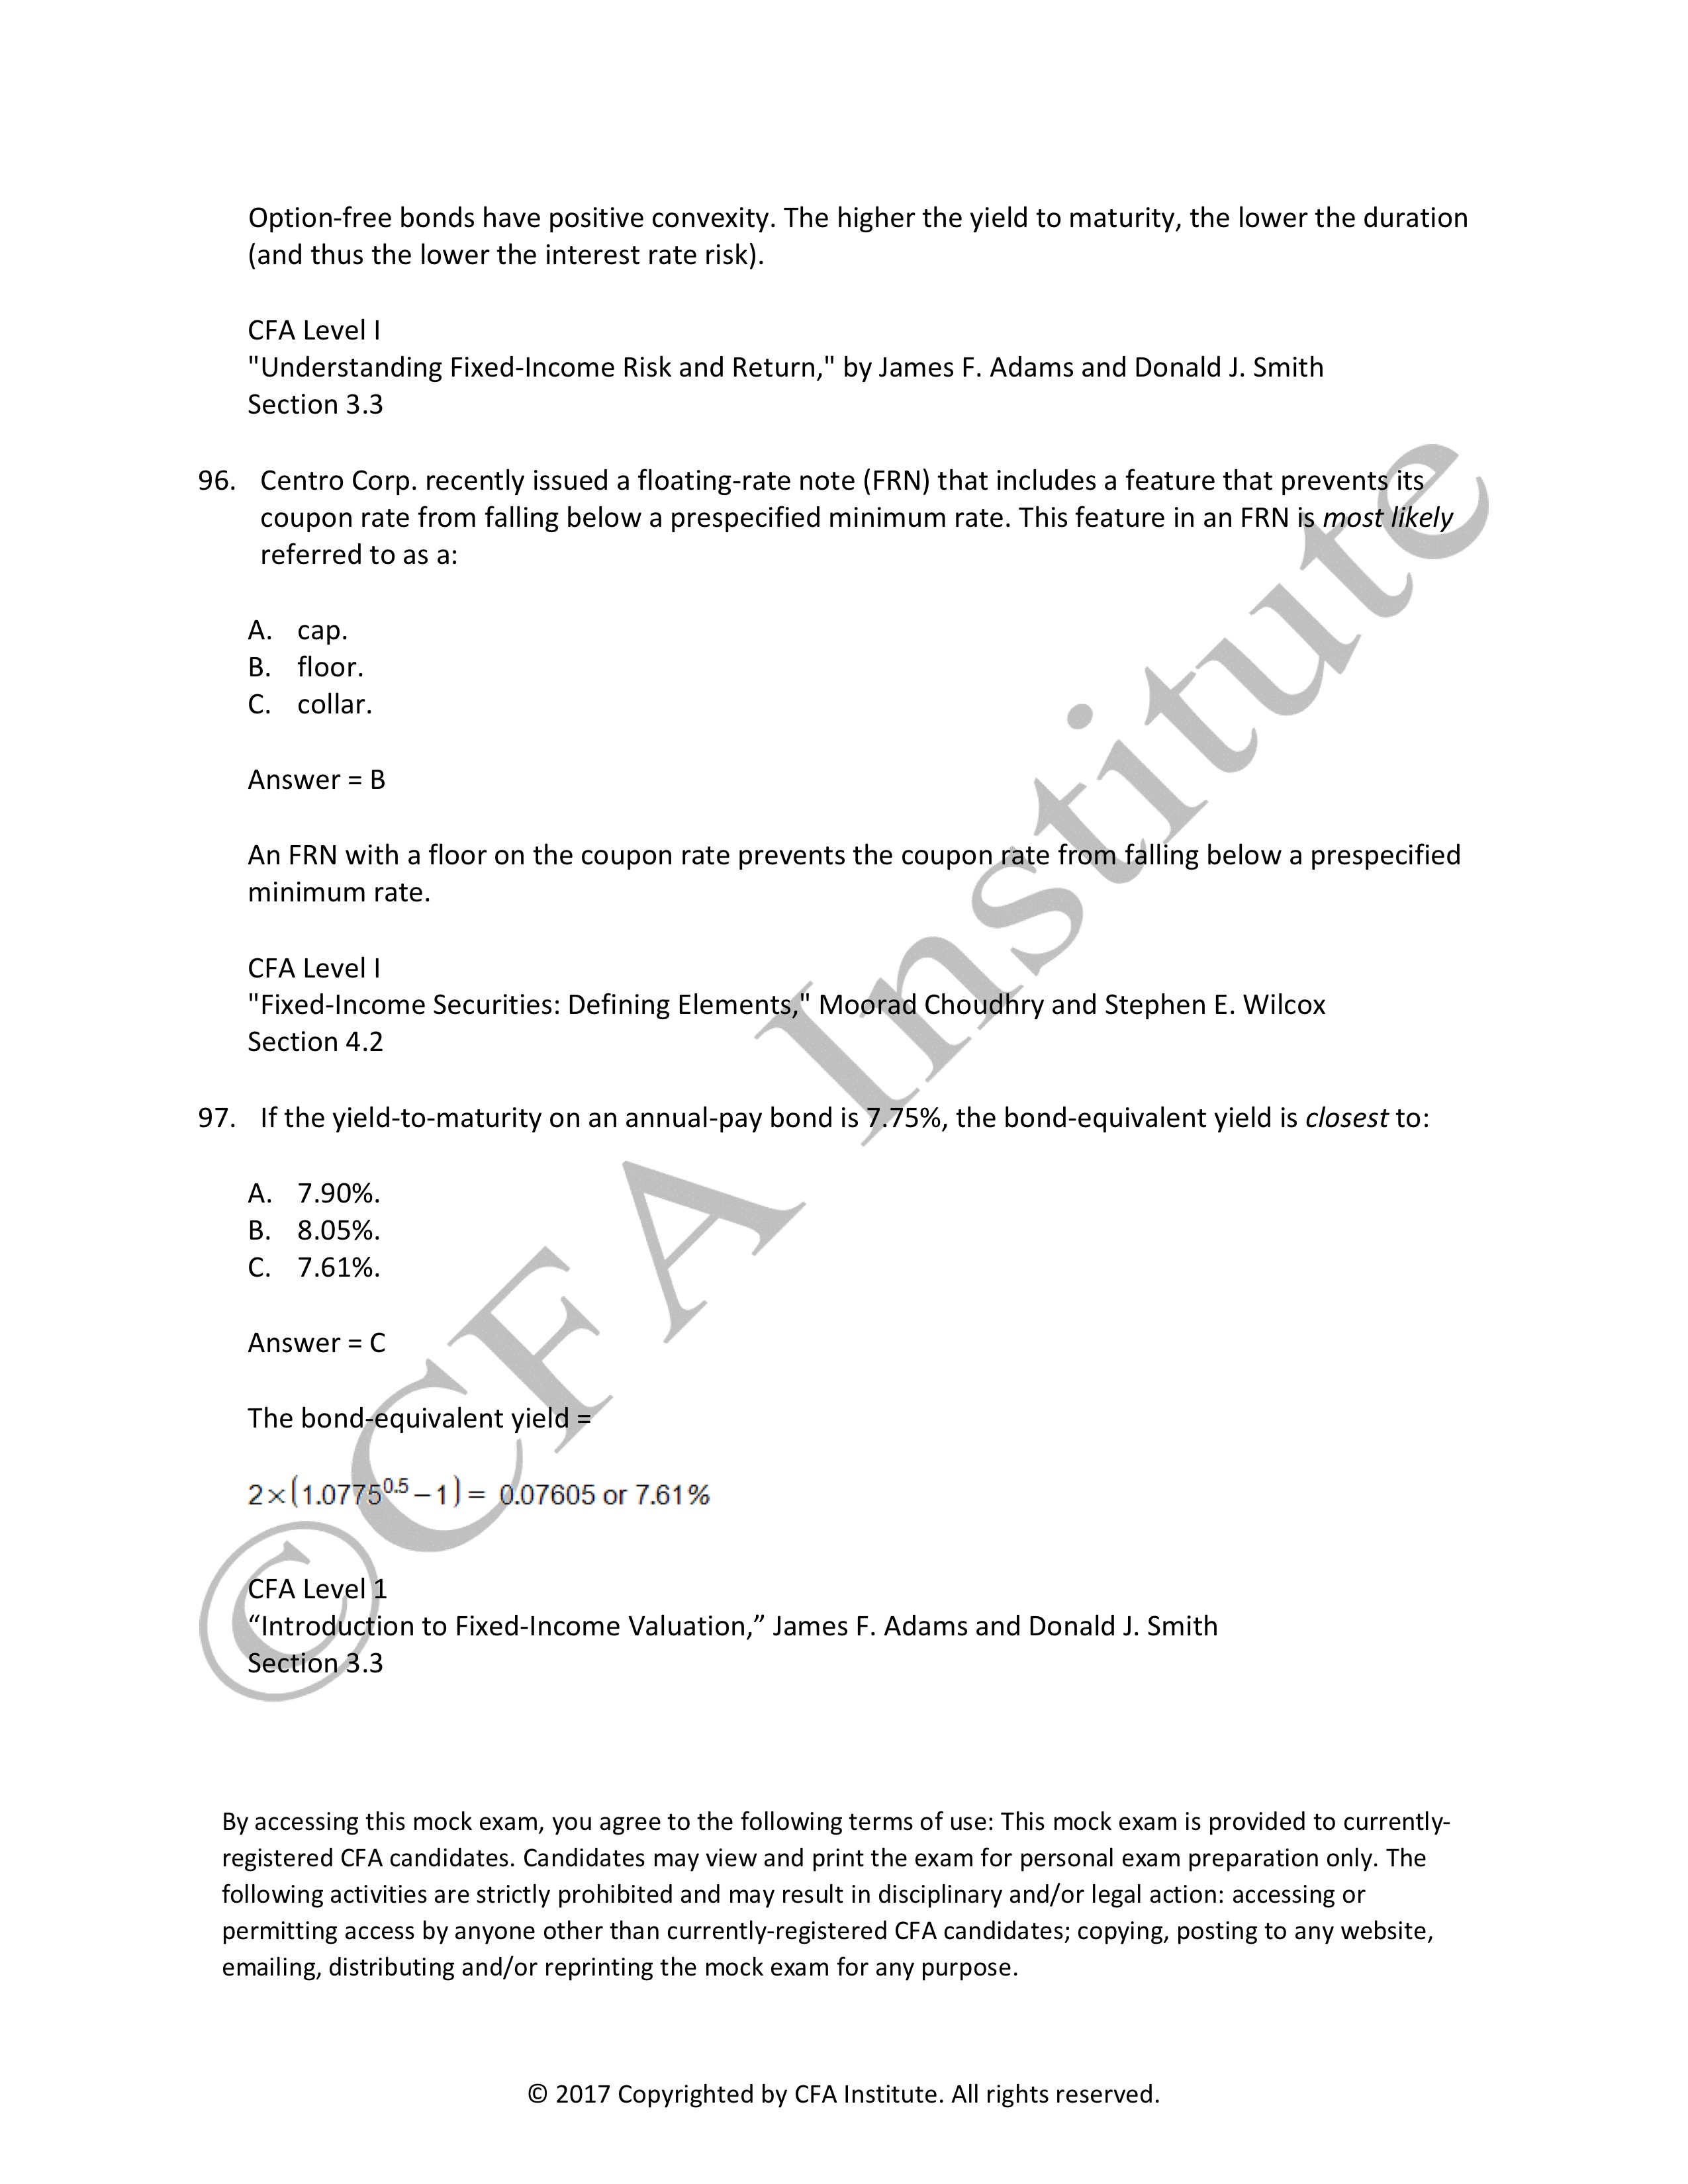 Option-free bonds have positive convexity. The higher the yield to maturity, the lower the duration
(and thus the lower the interest rate risk).
CFA Level I
"Understanding Fixed-Income Risk and Return," by James F. Adams and Donald J. Smith
Section 3.3
96. Centro Corp. recently issued a floating-rate note (FRN) that includes a feature that prevents its
coupon rate from falling below a prespecified minimum rate. This feature in an FRN is most likely
referred to as a:
A. cap.
B. floor.
C. collar.
Answer = B
An FRN with a floor on the coupon rate prevents the coupon rate from falling below a prespecified
minimum rate.
CFA Level I
"Fixed-Income Securities: Defining Elements," Moorad Choudhry and Stephen E. Wilcox
Section 4.2
97. If the yield-to-maturity on an annual-pay bond is 7.75%, the bond-equivalent yield is closest to:
A. 7.90%.
B. 8.05%.
C. 7.61%.
Answer = C
The bond-equivalent yield =
2×(1.0775^0.5 – 1) = 0.07605 or 7.61%
CFA Level 1
“Introduction to Fixed-Income Valuation,” James F. Adams and Donald J. Smith
Section 3.3
By accessing this mock exam, you agree to the following terms of use: This mock exam is provided to currently-
registered CFA candidates. Candidates may view and print the exam for personal exam preparation only. The
following activities are strictly prohibited and may result in disciplinary and/or legal action: accessing or
permitting access by anyone other than currently-registered CFA candidates; copying, posting to any website,
emailing, distributing and/or reprinting the mock exam for any purpose.
© 2017 Copyrighted by CFA Institute. All rights reserved.
© CFA Institute